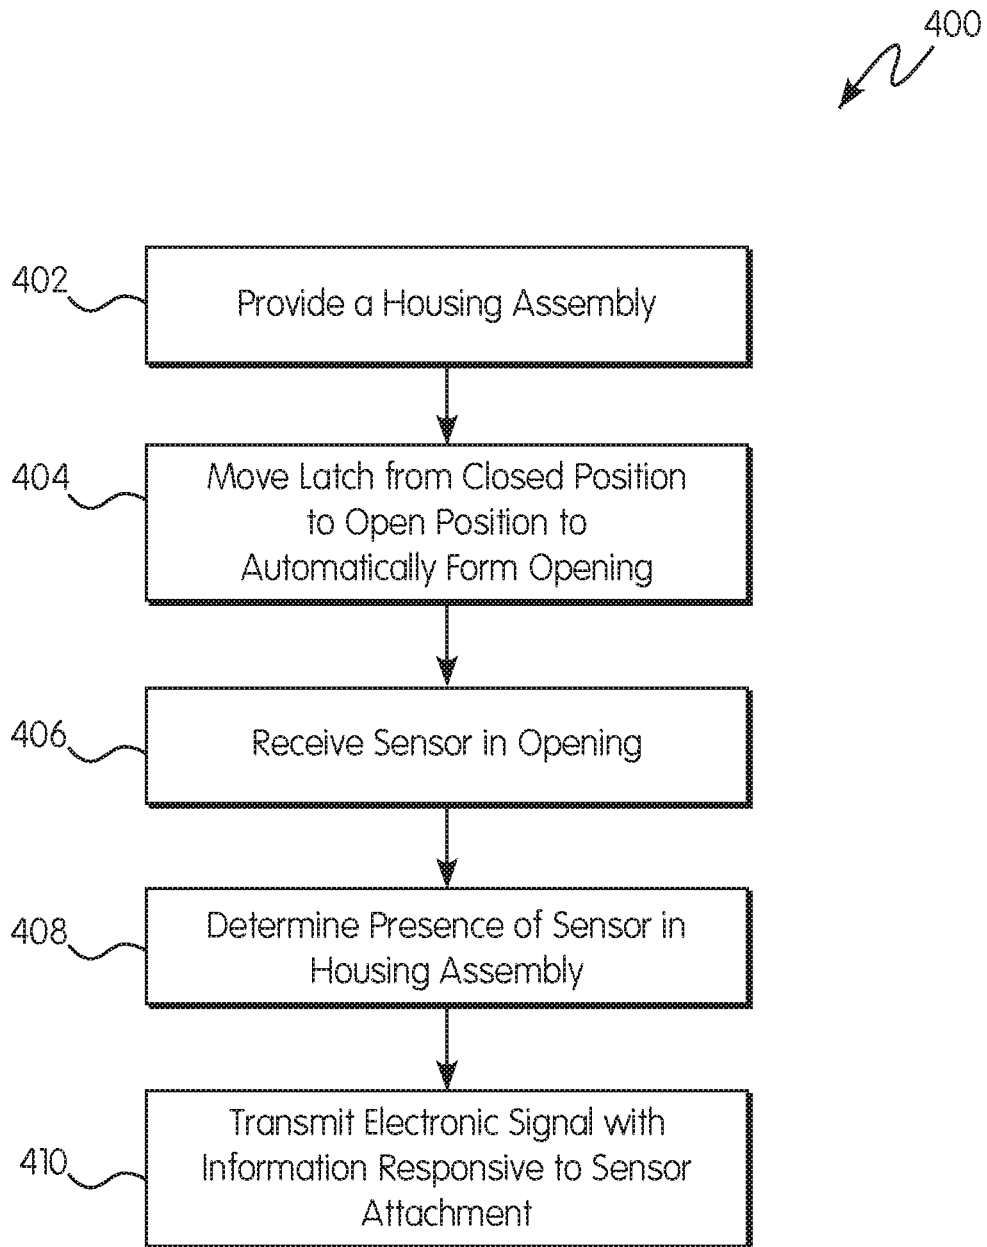 400
402
Provide a Housing Assembly
404
Move Latch from Closed Position
to Open Position to
Automatically Form Opening
406
Receive Sensor in Opening
408
Determine Presence of Sensor in
Housing Assembly
410
Transmit Electronic Signal with
Information Responsive to Sensor
Attachment